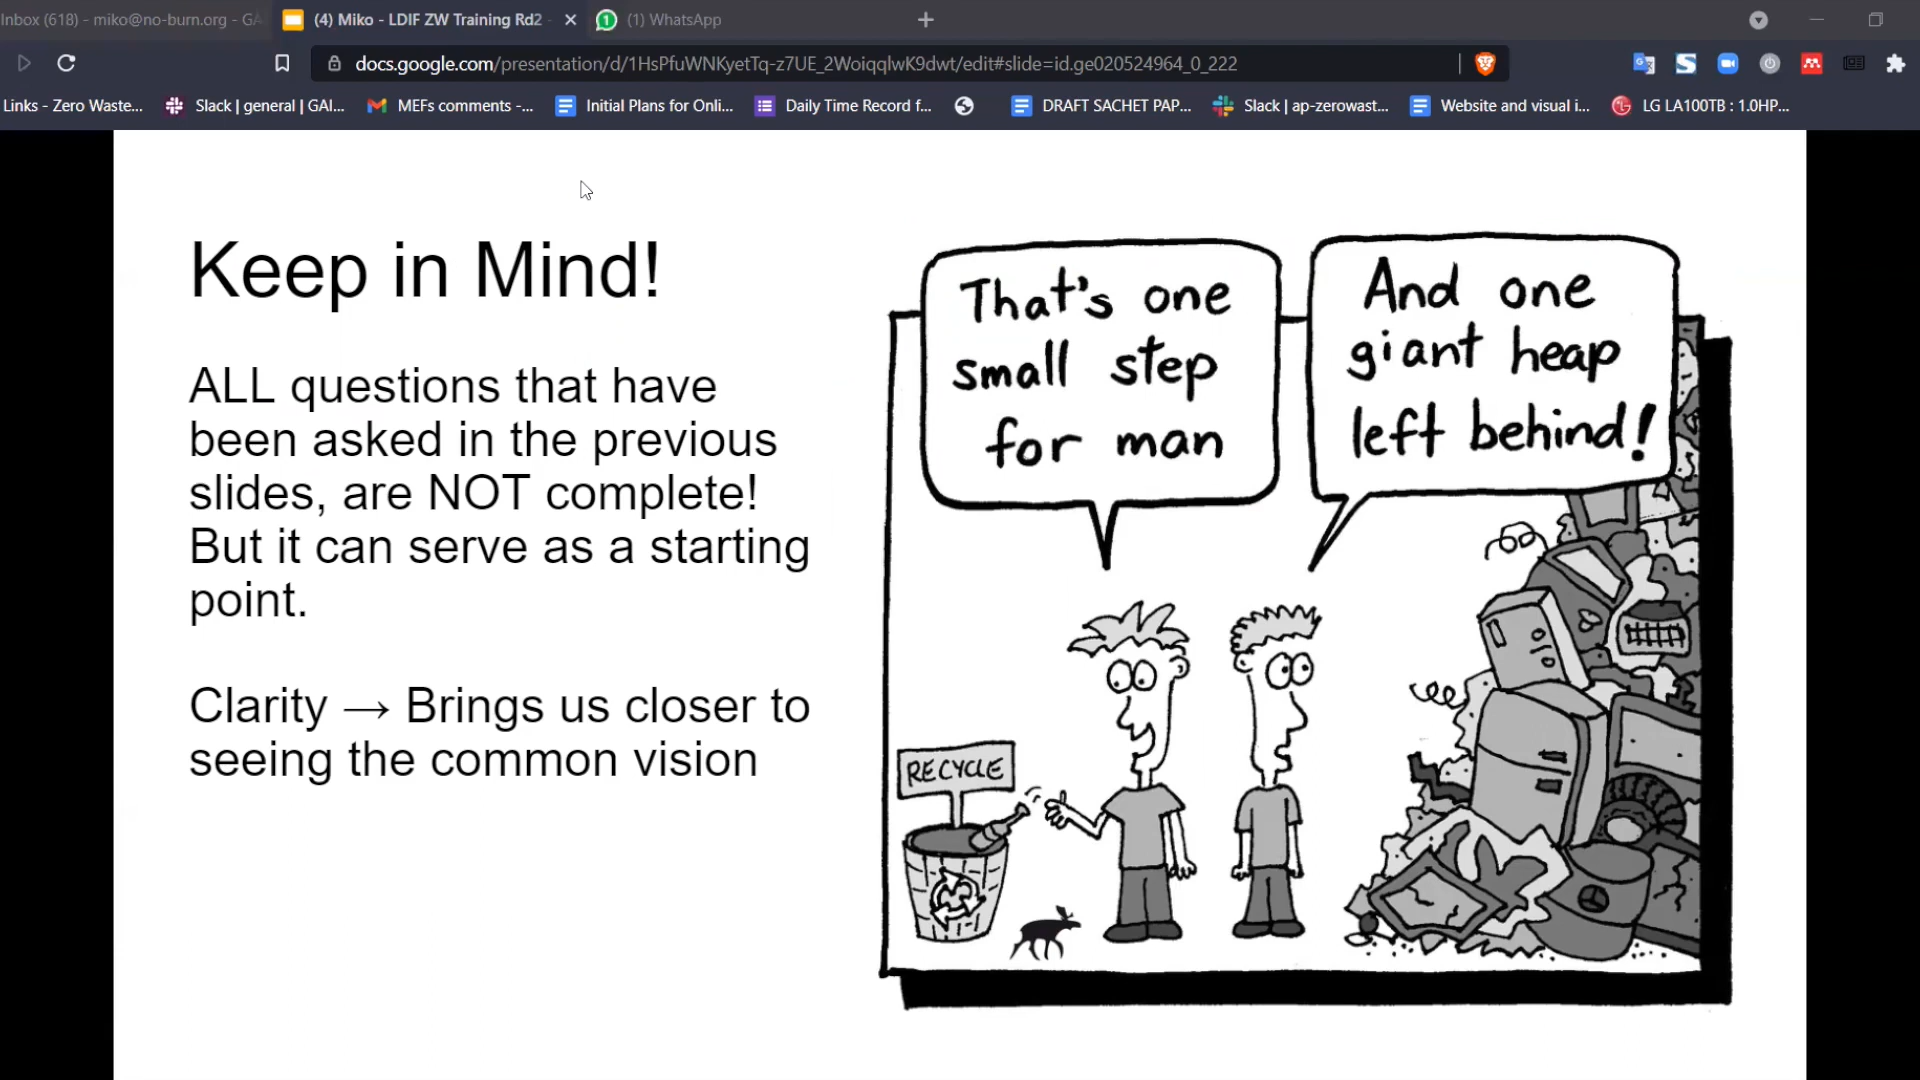 Inbox (618) - miko@no-burn.org - GA
(4) Miko - LDIF ZW Training Rd2 -
(1) WhatsApp
docs.google.com/presentation/d/1HsPfuWNKyetTq-z7UE_2WoiqqlwK9dwt/edit#slide=id.ge020524964_0_222
Links - Zero Waste...
Slack | general | GAI...
MEFs comments -...
Initial Plans for Onli...
Daily Time Record f...
DRAFT SACHET PAP...
Slack | ap-zerowast...
Website and visual i...
LG LA100TB : 1.0HP...
Keep in Mind!
ALL questions that have
been asked in the previous
slides, are NOT complete!
But it can serve as a starting
point.
Clarity → Brings us closer to
seeing the common vision
That's one
small step
for man
And one
giant heap
left behind!
RECYCLE